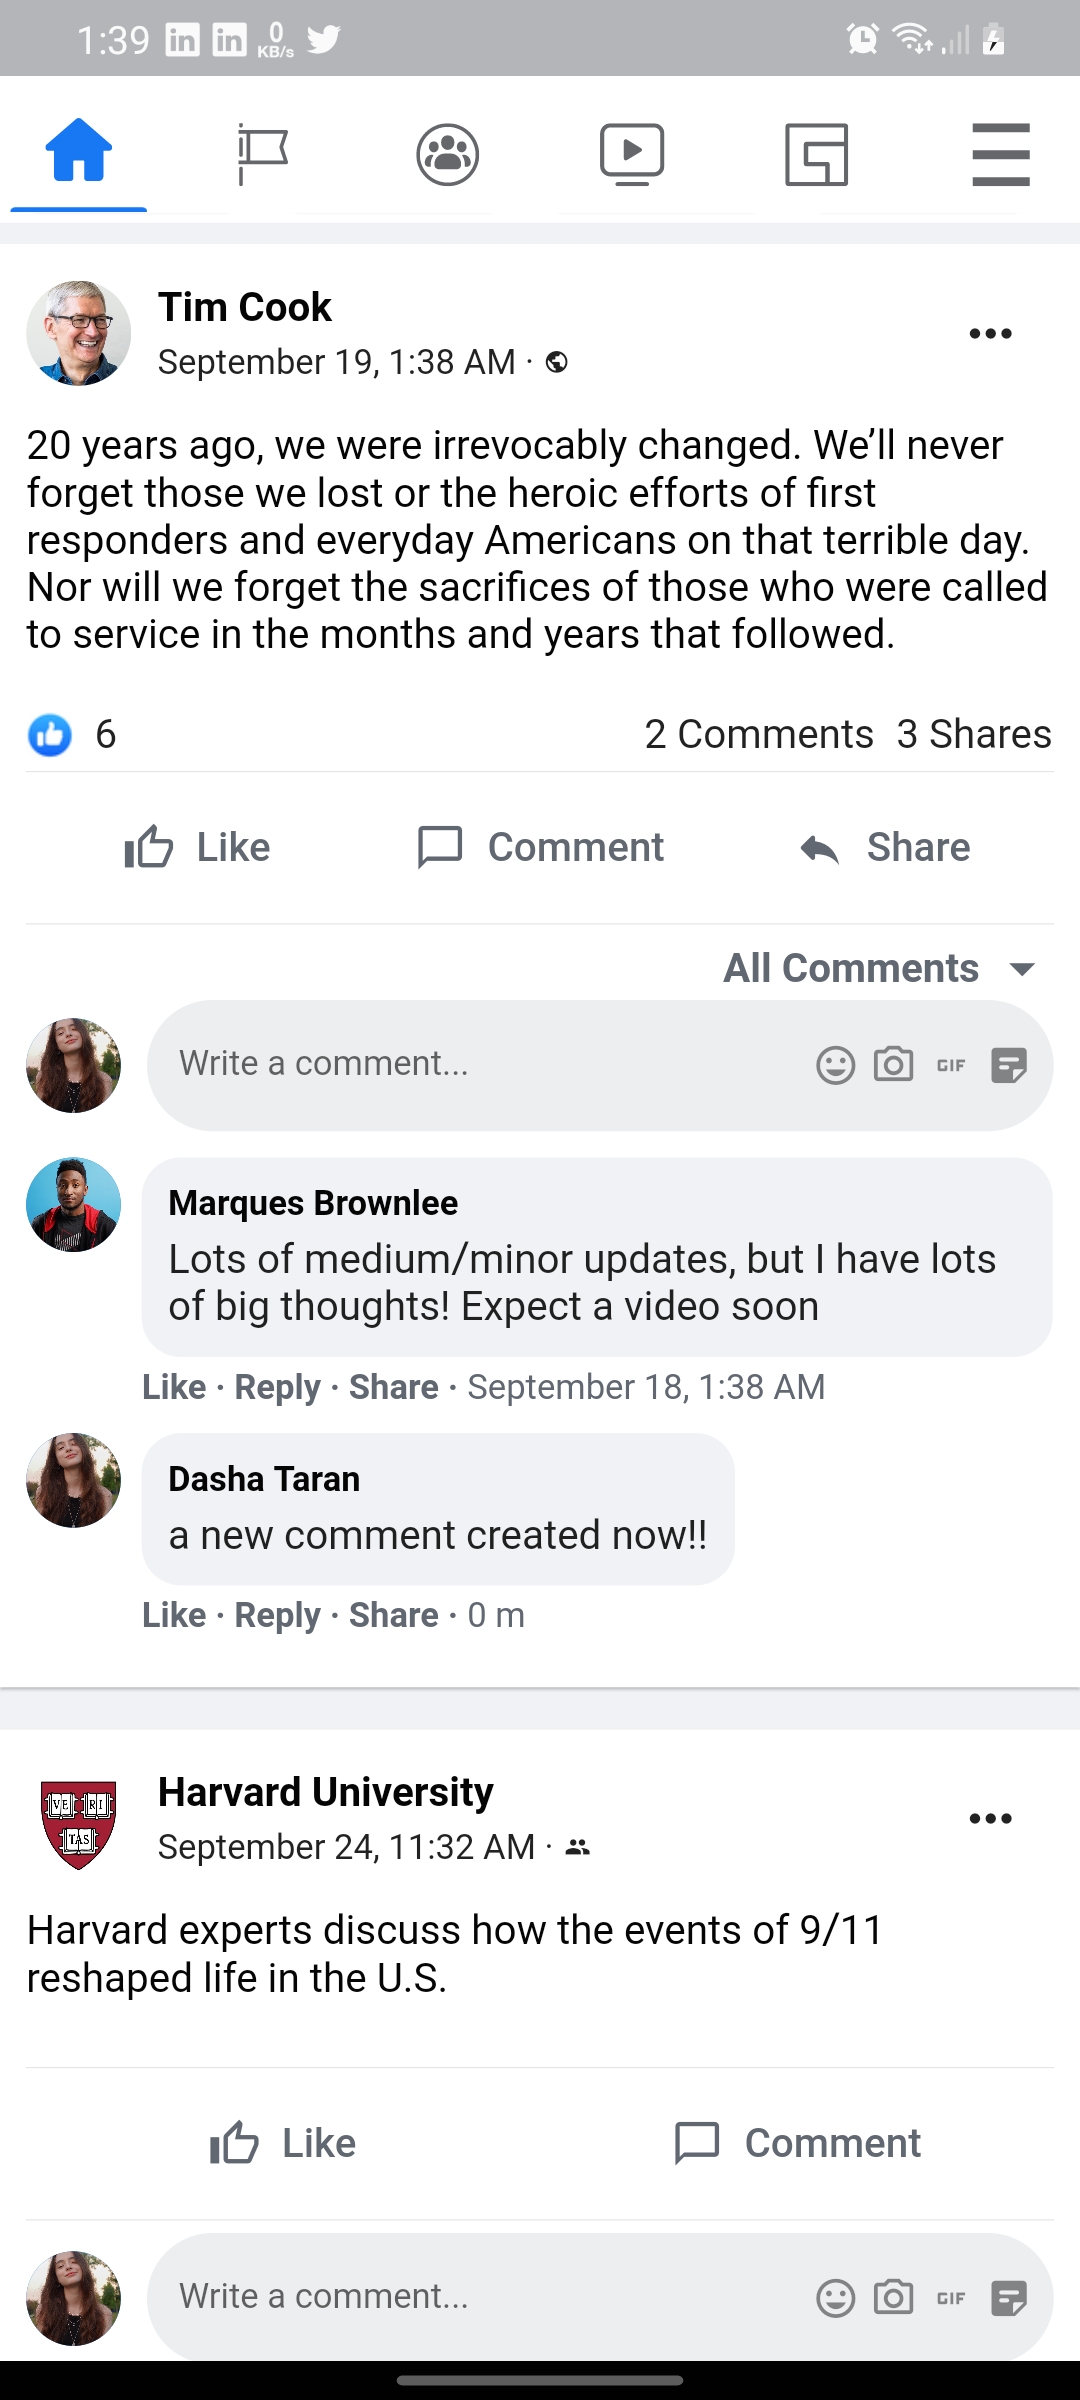 1:39
in
in
0
KB/s
Tim Cook
September 19, 1:38 AM ·
20 years ago, we were irrevocably changed. We’ll never
forget those we lost or the heroic efforts of first
responders and everyday Americans on that terrible day.
Nor will we forget the sacrifices of those who were called
to service in the months and years that followed.
6
2 Comments 3 Shares
Like
Comment
Share
All Comments
Write a comment...
GIF
Marques Brownlee
Lots of medium/minor updates, but I have lots
of big thoughts! Expect a video soon
Like · Reply · Share · September 18, 1:38 AM
Dasha Taran
a new comment created now!!
Like · Reply · Share · 0 m
VE RI
TAS
Harvard University
September 24, 11:32 AM ·
Harvard experts discuss how the events of 9/11
reshaped life in the U.S.
Like
Comment
Write a comment...
GIF